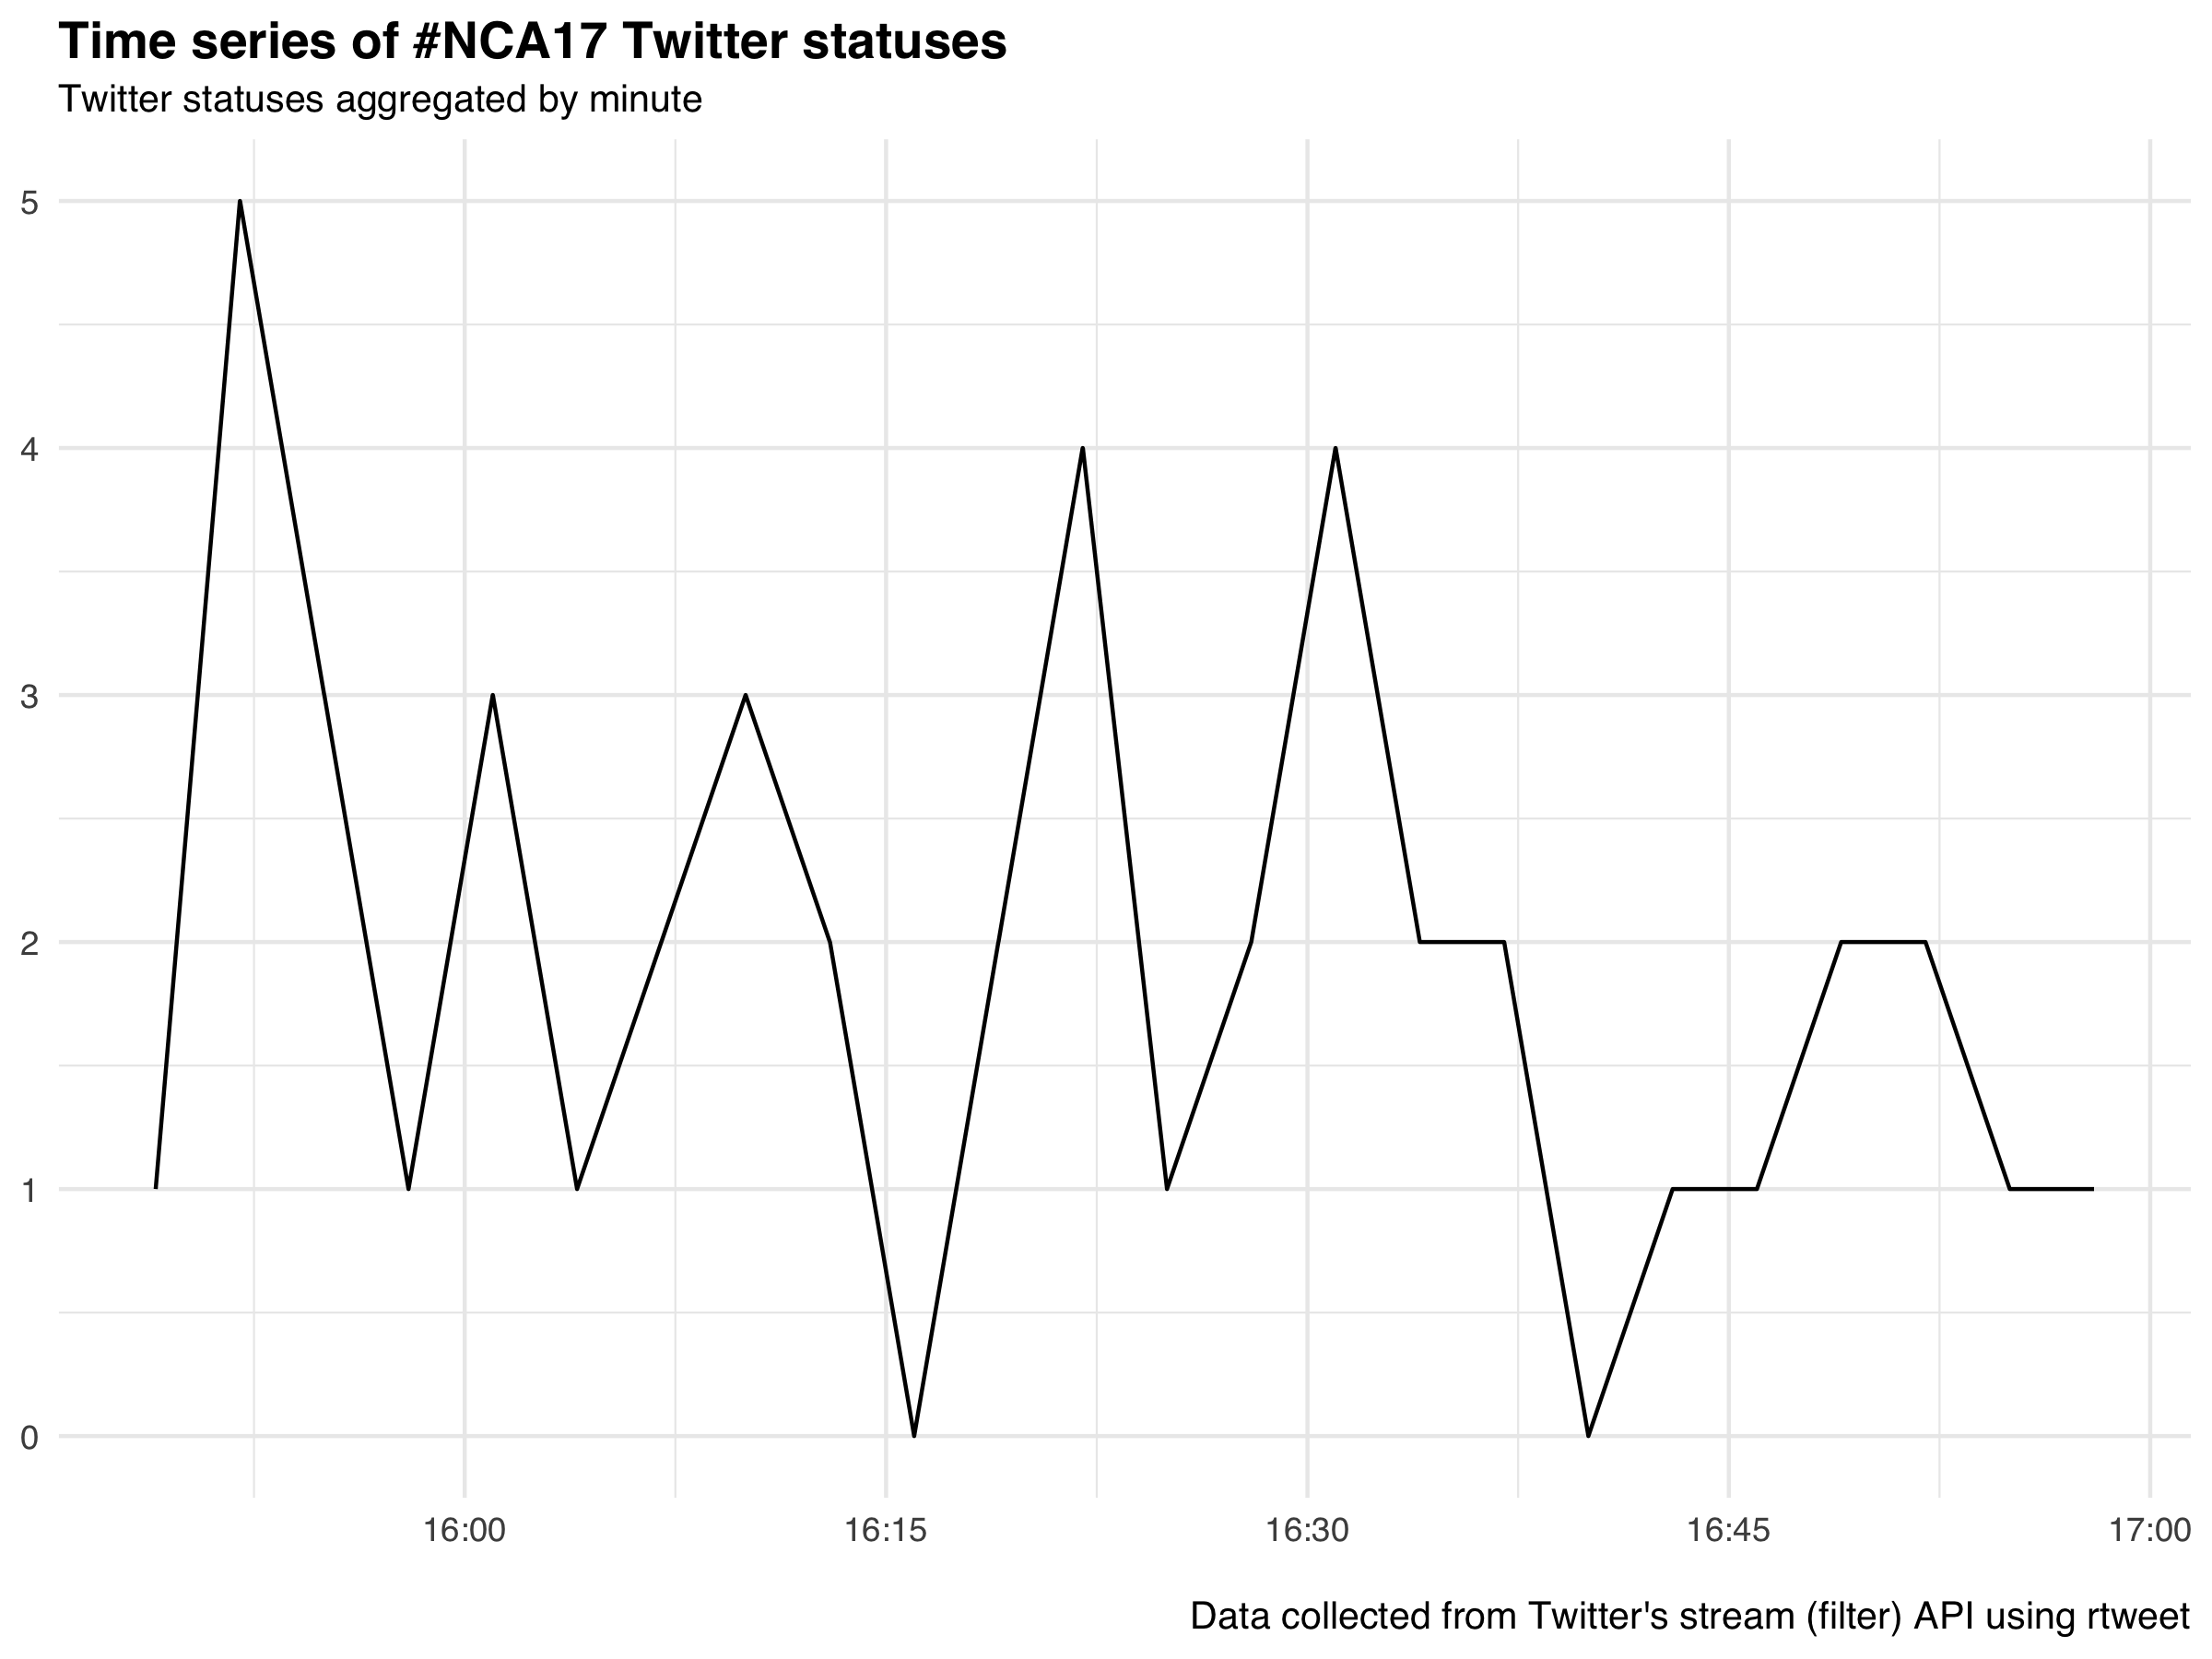 Time series of #NCA17 Twitter statuses
Twitter statuses aggregated by minute
5
4
3
2
1
0
16:00 16:15 16:30 16:45 17:00
Data collected from Twitter's stream (filter) API using rtweet